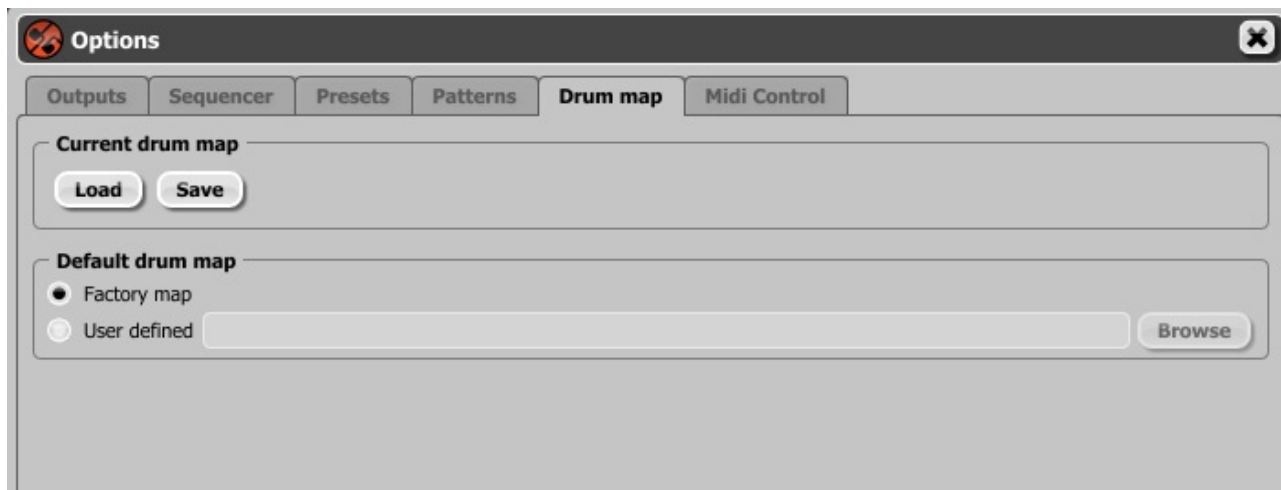 Options
Outputs Sequencer Presets Patterns Drum map Midi Control
Current drum map
Load Save
Default drum map
Factory map
User defined Browse